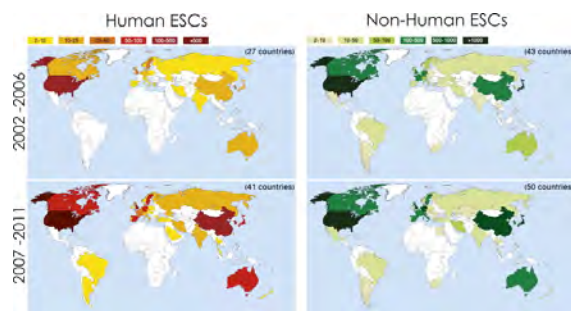 Human ESCs
Non-Human ESCs
2-10
10-25
25-50
50-100
100-500
>500
2-10
10-50
50-100
100-500
500-1000
>1000
2002 -2006
(27 countries)
(43 countries)
2007 -2011
(41 countries)
(50 countries)